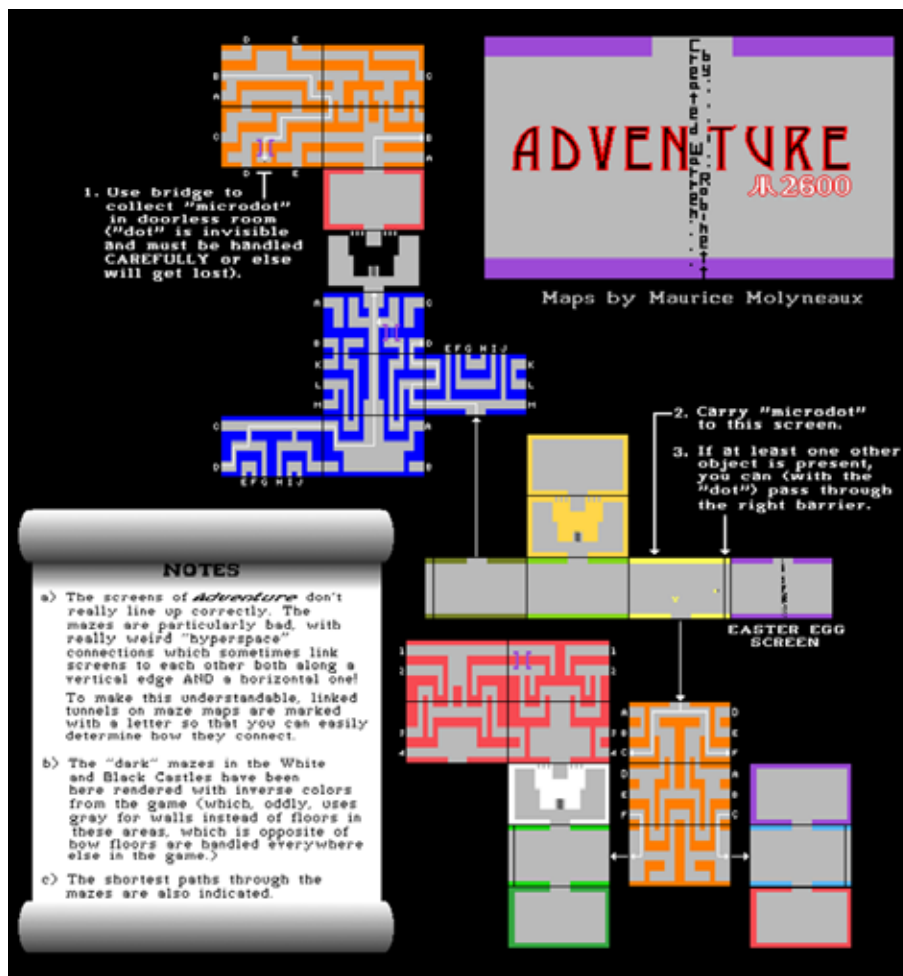 ADVENTURE
2600
Created by
Warren Robinett
Maps by Maurice Molyneaux
1. Use bridge to
collect "microdot"
in doorless room
("dot" is invisible
and must be handled
CAREFULLY or else
will get lost).
2. Carry "microdot"
to this screen.
3. If at least one other
object is present,
you can (with the
"dot") pass through
the right barrier.
EASTER EGG
SCREEN
D E
B
A
C
C
B
A
D E
A
B
K
L
M
C
D
C
D
A
B
E F G H I J
K
L
M
E F G H I J
1
2
1
2
A
B
C
D
E
F
D
E
F
A
B
C
NOTES
a) The screens of Adventure don't
really line up correctly. The
mazes are particularly bad, with
really weird "hyperspace"
connections which sometimes link
screens to each other both along a
vertical edge AND a horizontal one!
To make this understandable, linked
tunnels on maze maps are marked
with a letter so that you can easily
determine how they connect.
b) The "dark" mazes in the White
and Black Castles have been
here rendered with inverse colors
from the game (which, oddly, uses
gray for walls instead of floors in
these areas, which is opposite of
how floors are handled everywhere
else in the game.)
c) The shortest paths through the
mazes are also indicated.